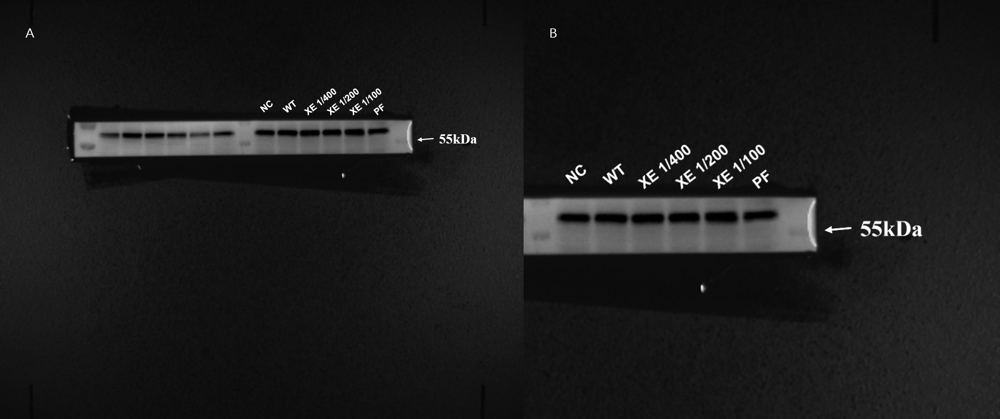 A
NC
WT
XE 1/400
XE 1/200
XE 1/100
PF
55kDa
B
NC
WT
XE 1/400
XE 1/200
XE 1/100
PF
55kDa